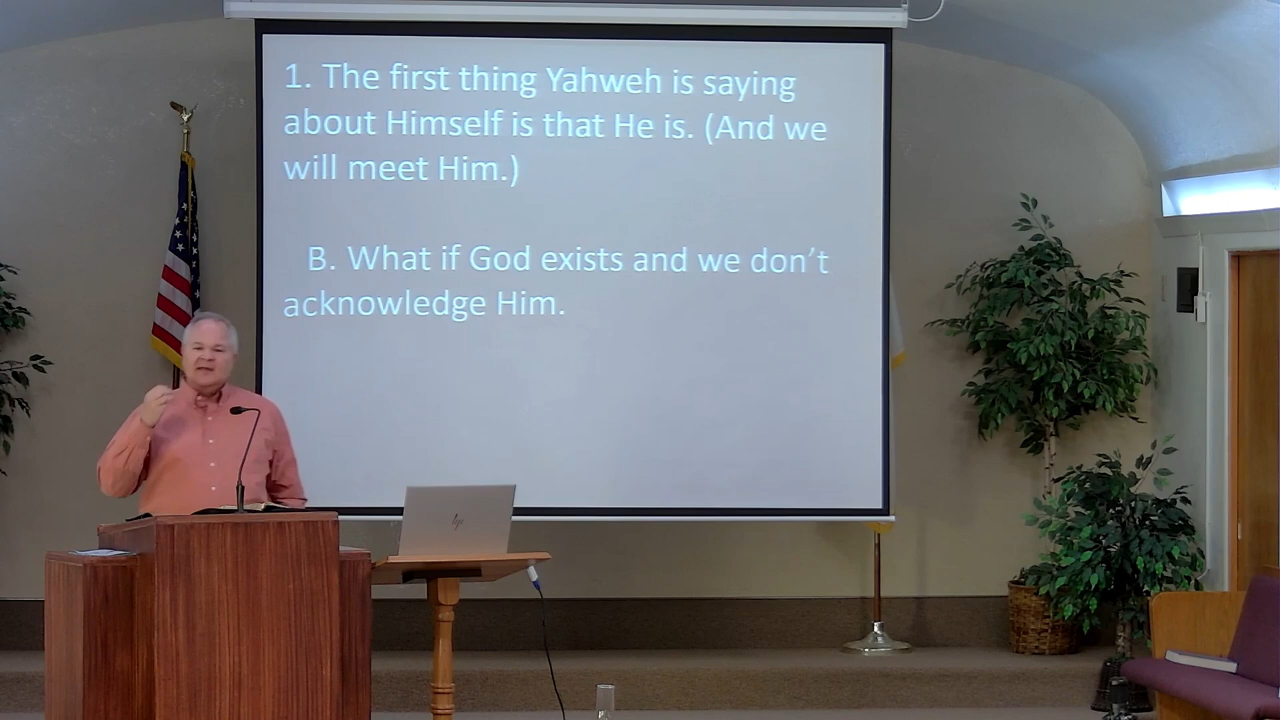 1. The first thing Yahweh is saying
about Himself is that He is. (And we
will meet Him.)
B. What if God exists and we don't
acknowledge Him.
hp